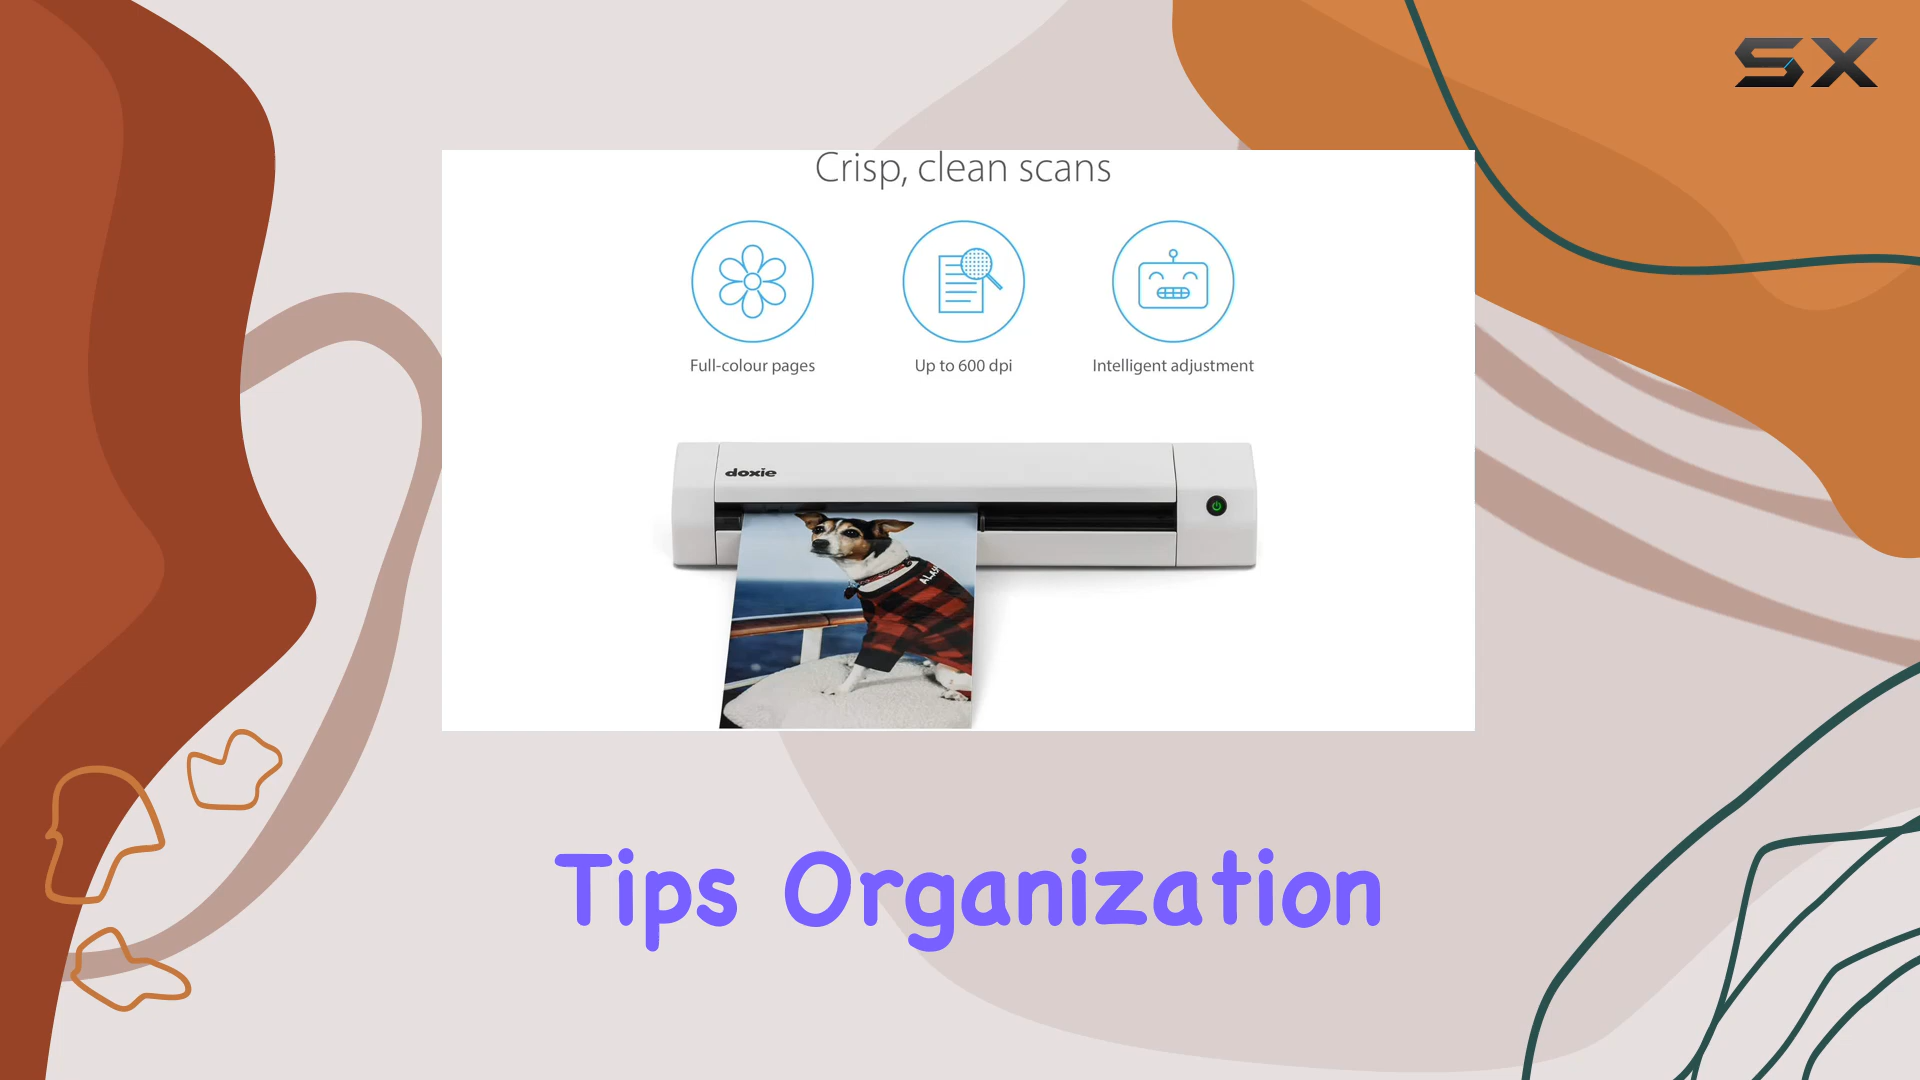 SX
Crisp, clean scans
Full-colour pages
Up to 600 dpi
Intelligent adjustment
doxie
Tips Organization